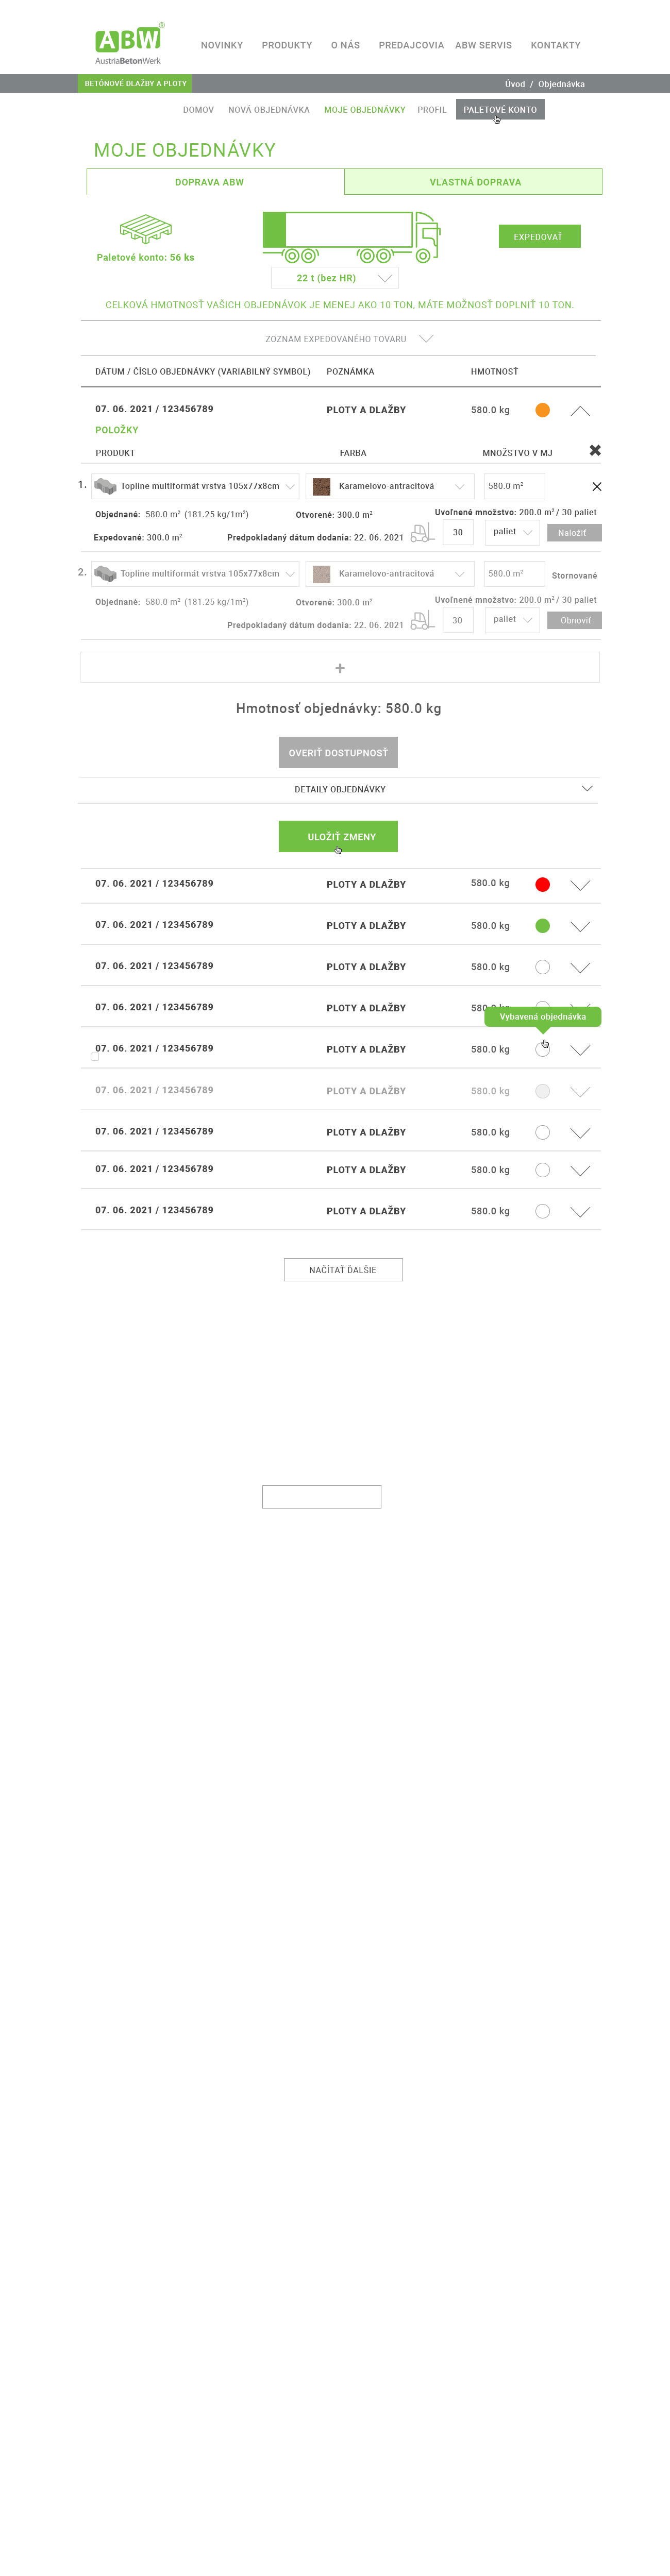 ABW®
AustriaBetonWerk
NOVINKY PRODUKTY O NÁS PREDAJCOVIA ABW SERVIS KONTAKTY
BETÓNOVÉ DLAŽBY A PLOTY
Úvod / Objednávka
DOMOV NOVÁ OBJEDNÁVKA MOJE OBJEDNÁVKY PROFIL PALETOVÉ KONTO
MOJE OBJEDNÁVKY
DOPRAVA ABW VLASTNÁ DOPRAVA
EXPEDOVAŤ
Paletové konto: 56 ks
22 t (bez HR)
CELKOVÁ HMOTNOSŤ VAŠICH OBJEDNÁVOK JE MENEJ AKO 10 TON, MÁTE MOŽNOSŤ DOPLNIŤ 10 TON.
ZOZNAM EXPEDOVANÉHO TOVARU
DÁTUM / ČÍSLO OBJEDNÁVKY (VARIABILNÝ SYMBOL) POZNÁMKA HMOTNOSŤ
07. 06. 2021 / 123456789 PLOTY A DLAŽBY 580.0 kg
POLOŽKY
PRODUKT FARBA MNOŽSTVO V MJ
1. Topline multiformát vrstva 105x77x8cm Karamelovo-antracitová 580.0 m²
Objednané: 580.0 m² (181.25 kg/1m²) Otvorené: 300.0 m² Uvoľnené množstvo: 200.0 m² / 30 paliet
Expedované: 300.0 m² Predpokladaný dátum dodania: 22. 06. 2021 30 paliet Naložiť
2. Topline multiformát vrstva 105x77x8cm Karamelovo-antracitová 580.0 m² Stornované
Objednané: 580.0 m² (181.25 kg/1m²) Otvorené: 300.0 m² Uvoľnené množstvo: 200.0 m² / 30 paliet
Predpokladaný dátum dodania: 22. 06. 2021 30 paliet Obnoviť
+
Hmotnosť objednávky: 580.0 kg
OVERIŤ DOSTUPNOSŤ
DETAILY OBJEDNÁVKY
ULOŽIŤ ZMENY
07. 06. 2021 / 123456789 PLOTY A DLAŽBY 580.0 kg
07. 06. 2021 / 123456789 PLOTY A DLAŽBY 580.0 kg
07. 06. 2021 / 123456789 PLOTY A DLAŽBY 580.0 kg
07. 06. 2021 / 123456789 PLOTY A DLAŽBY 580.0 kg
Vybavená objednávka
07. 06. 2021 / 123456789 PLOTY A DLAŽBY 580.0 kg
07. 06. 2021 / 123456789 PLOTY A DLAŽBY 580.0 kg
07. 06. 2021 / 123456789 PLOTY A DLAŽBY 580.0 kg
07. 06. 2021 / 123456789 PLOTY A DLAŽBY 580.0 kg
07. 06. 2021 / 123456789 PLOTY A DLAŽBY 580.0 kg
NAČÍTAŤ ĎALŠIE